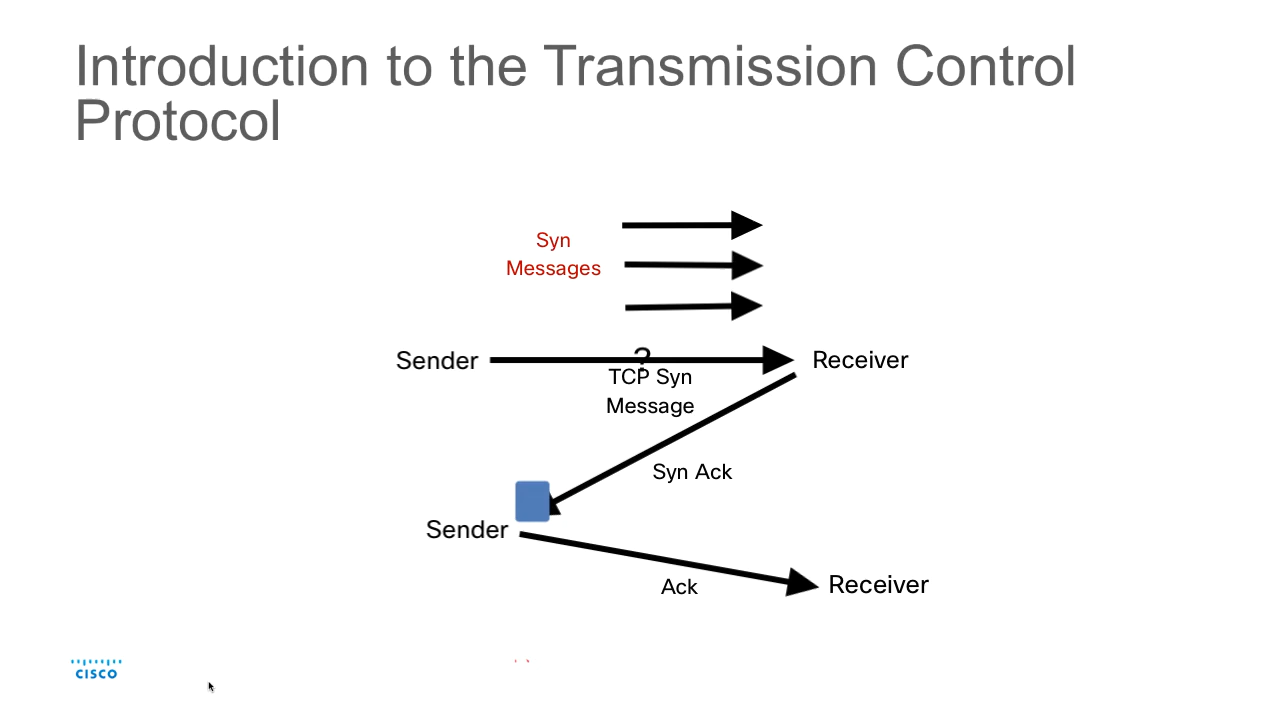 Introduction to the Transmission Control
Protocol
Syn
Messages
Sender
?
Receiver
TCP Syn
Message
Syn Ack
Sender
Ack
Receiver
CISCO